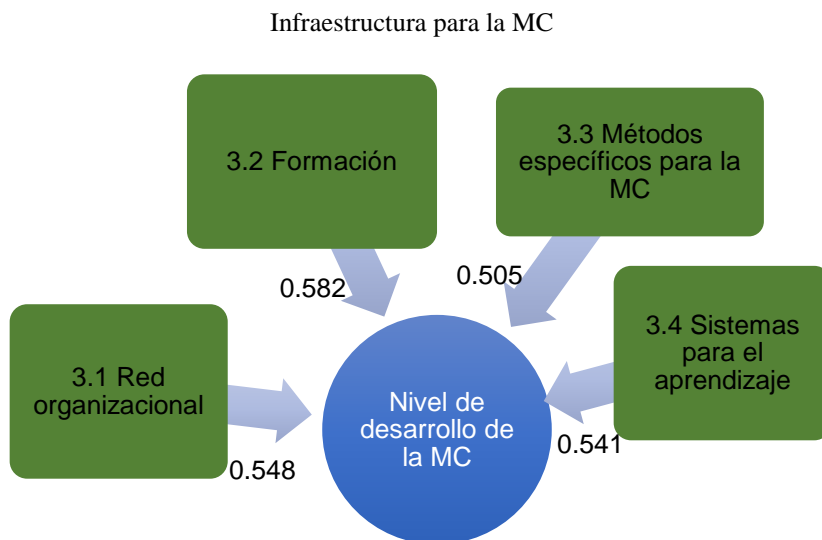 Infraestructura para la MC
3.2 Formación
3.3 Métodos
específicos para la
MC
0.582
0.505
3.1 Red
organizacional
3.4 Sistemas
para el
aprendizaje
Nivel de
desarrollo de
la MC
0.548
0.541